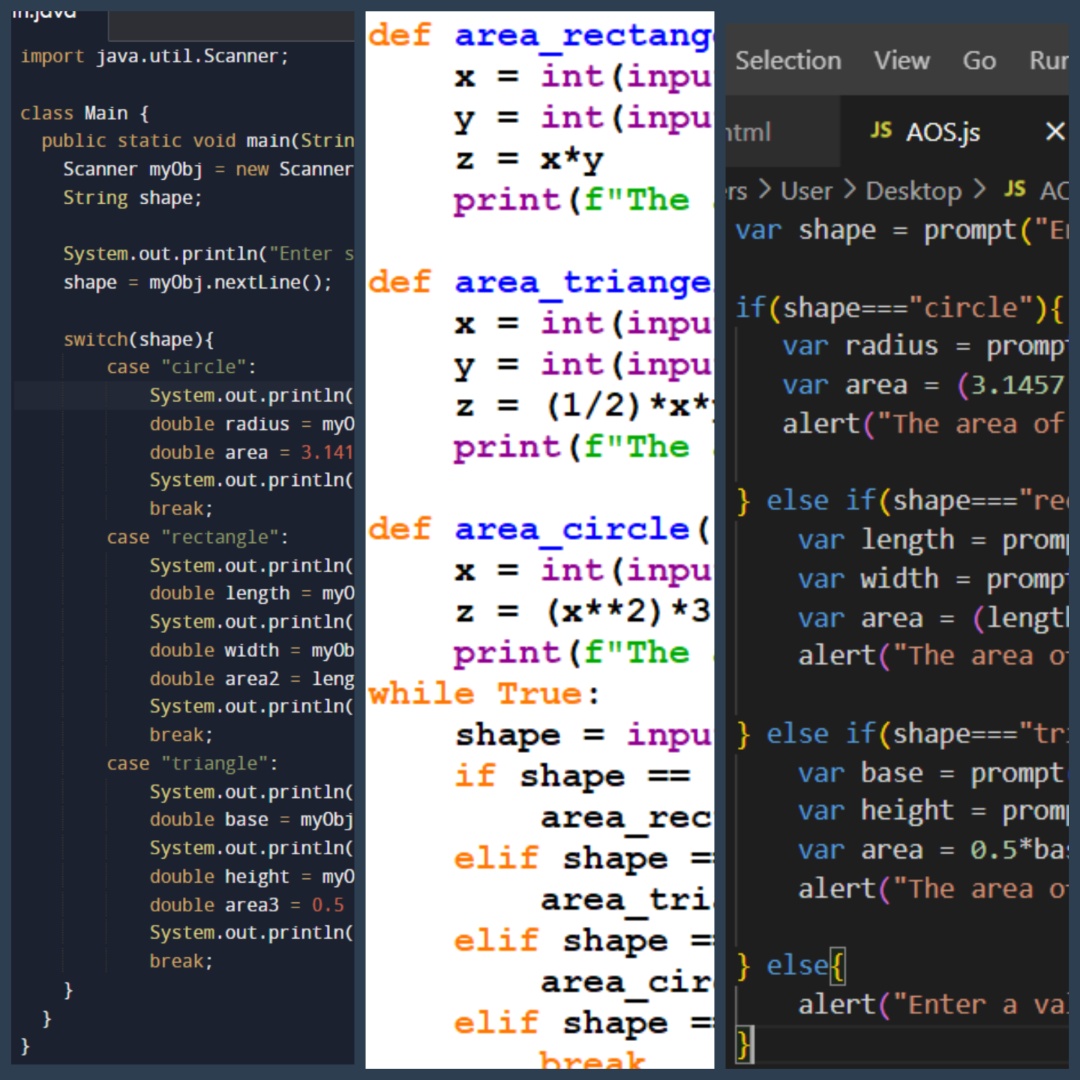 in.java
import java.util.Scanner;
class Main {
public static void main(Strin
Scanner myObj = new Scanner
String shape;
System.out.println("Enter s
shape = myObj.nextLine();
switch(shape){
case "circle":
System.out.println(
double radius = myO
double area = 3.141
System.out.println(
break;
case "rectangle":
System.out.println(
double length = myO
System.out.println(
double width = myOb
double area2 = leng
System.out.println(
break;
case "triangle":
System.out.println(
double base = myObj
System.out.println(
double height = myO
double area3 = 0.5
System.out.println(
break;
}
}
}
def area_rectang
x = int(inpu
y = int(inpu
z = x*y
print(f"The
def area_triange
x = int(inpu
y = int(inpu
z = (1/2)*x*
print(f"The
def area_circle(
x = int(inpu
z = (x**2)*3
print(f"The
while True:
shape = inpu
if shape ==
area_rec
elif shape ==
area_tri
elif shape ==
area_cir
elif shape ==
break
Selection View Go Rur
html JS AOS.js ×
rs > User > Desktop > JS AO
var shape = prompt("E
if(shape==="circle"){
var radius = promp
var area = (3.1457
alert("The area of
} else if(shape==="re
var length = prom
var width = promp
var area = (lengt
alert("The area o
} else if(shape==="tr
var base = prompt
var height = prom
var area = 0.5*ba
alert("The area o
} else{
alert("Enter a va
}